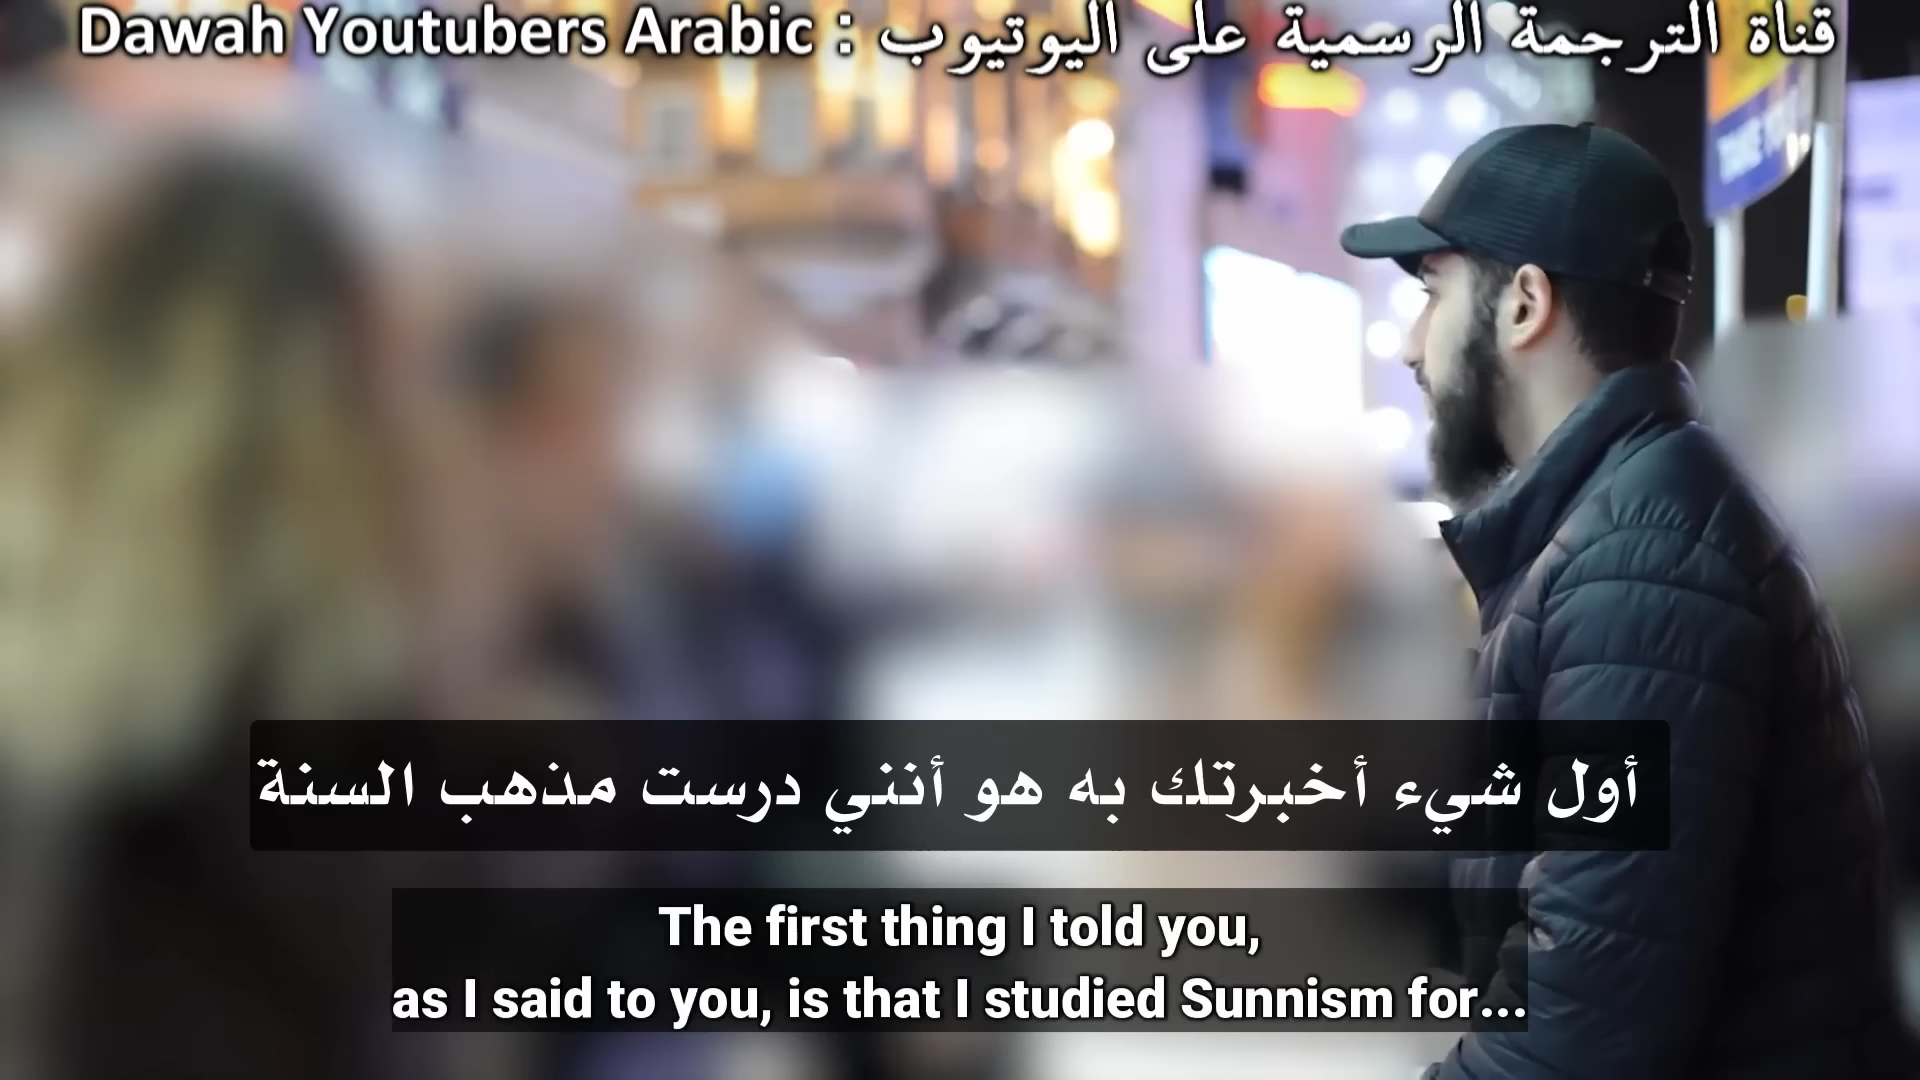 قناة الترجمة الرسمية على اليوتيوب : Dawah Youtubers Arabic
أول شيء أخبرتك به هو أنني درست مذهب السنة
The first thing I told you,
as I said to you, is that I studied Sunnism for...